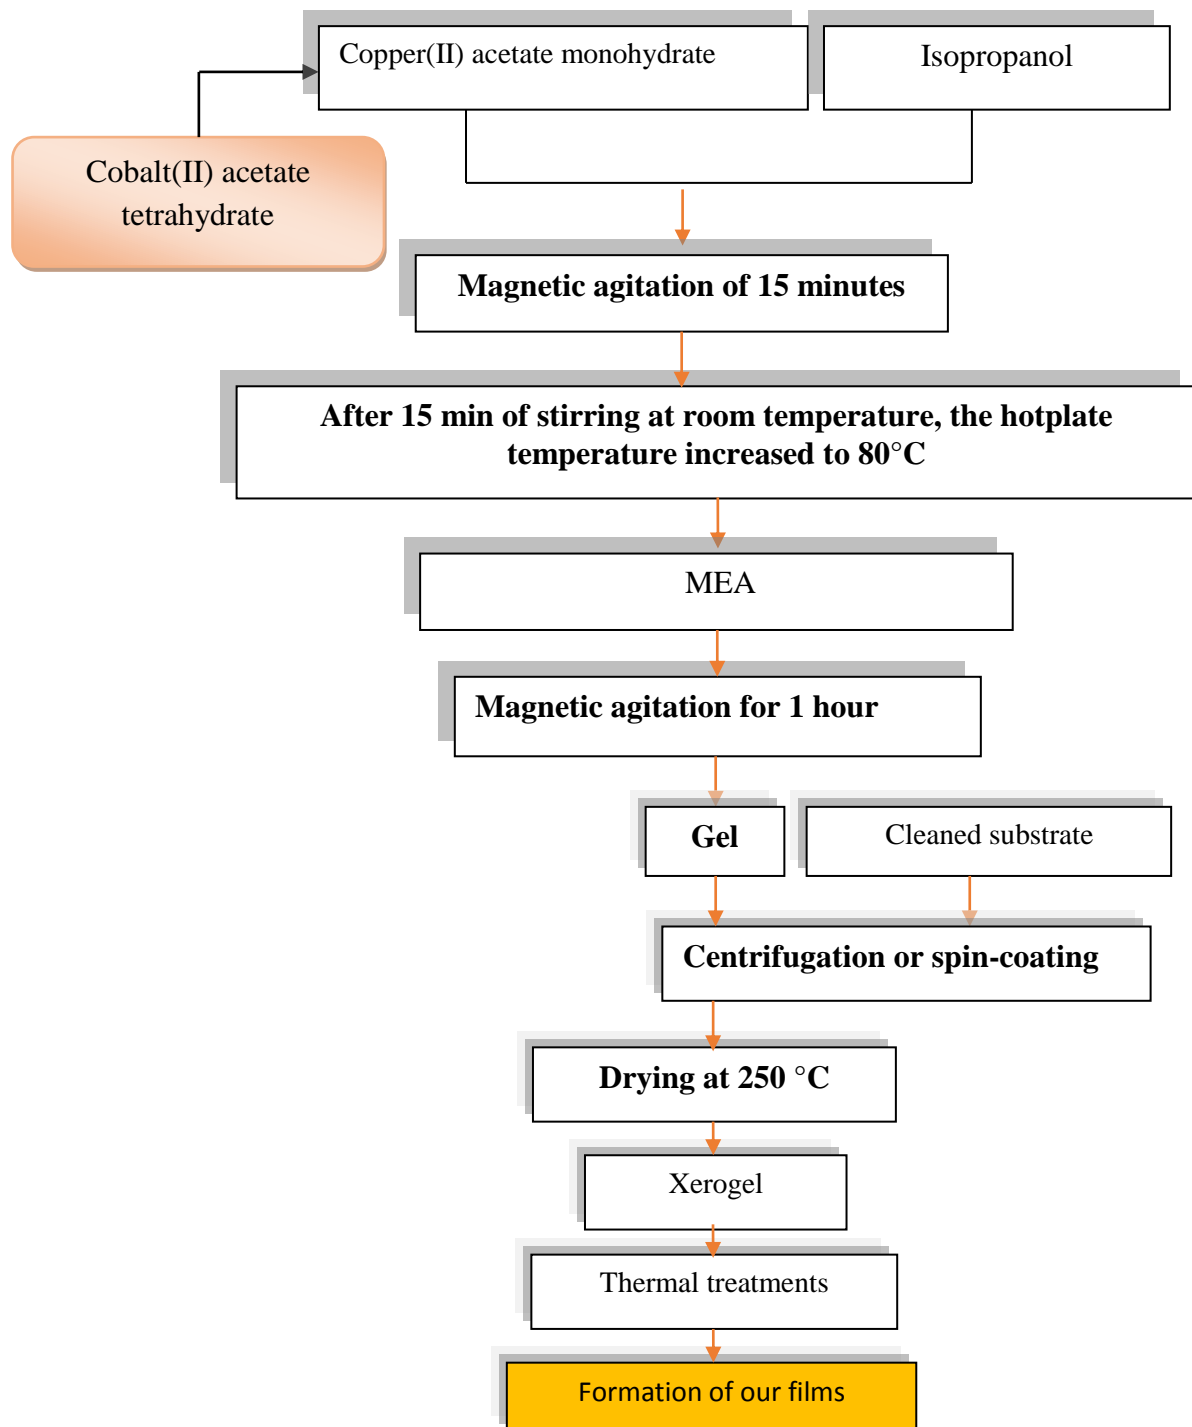 Copper(II) acetate monohydrate
Isopropanol
Cobalt(II) acetate
tetrahydrate
Magnetic agitation of 15 minutes
After 15 min of stirring at room temperature, the hotplate
temperature increased to 80°C
MEA
Magnetic agitation for 1 hour
Gel
Cleaned substrate
Centrifugation or spin-coating
Drying at 250 °C
Xerogel
Thermal treatments
Formation of our films